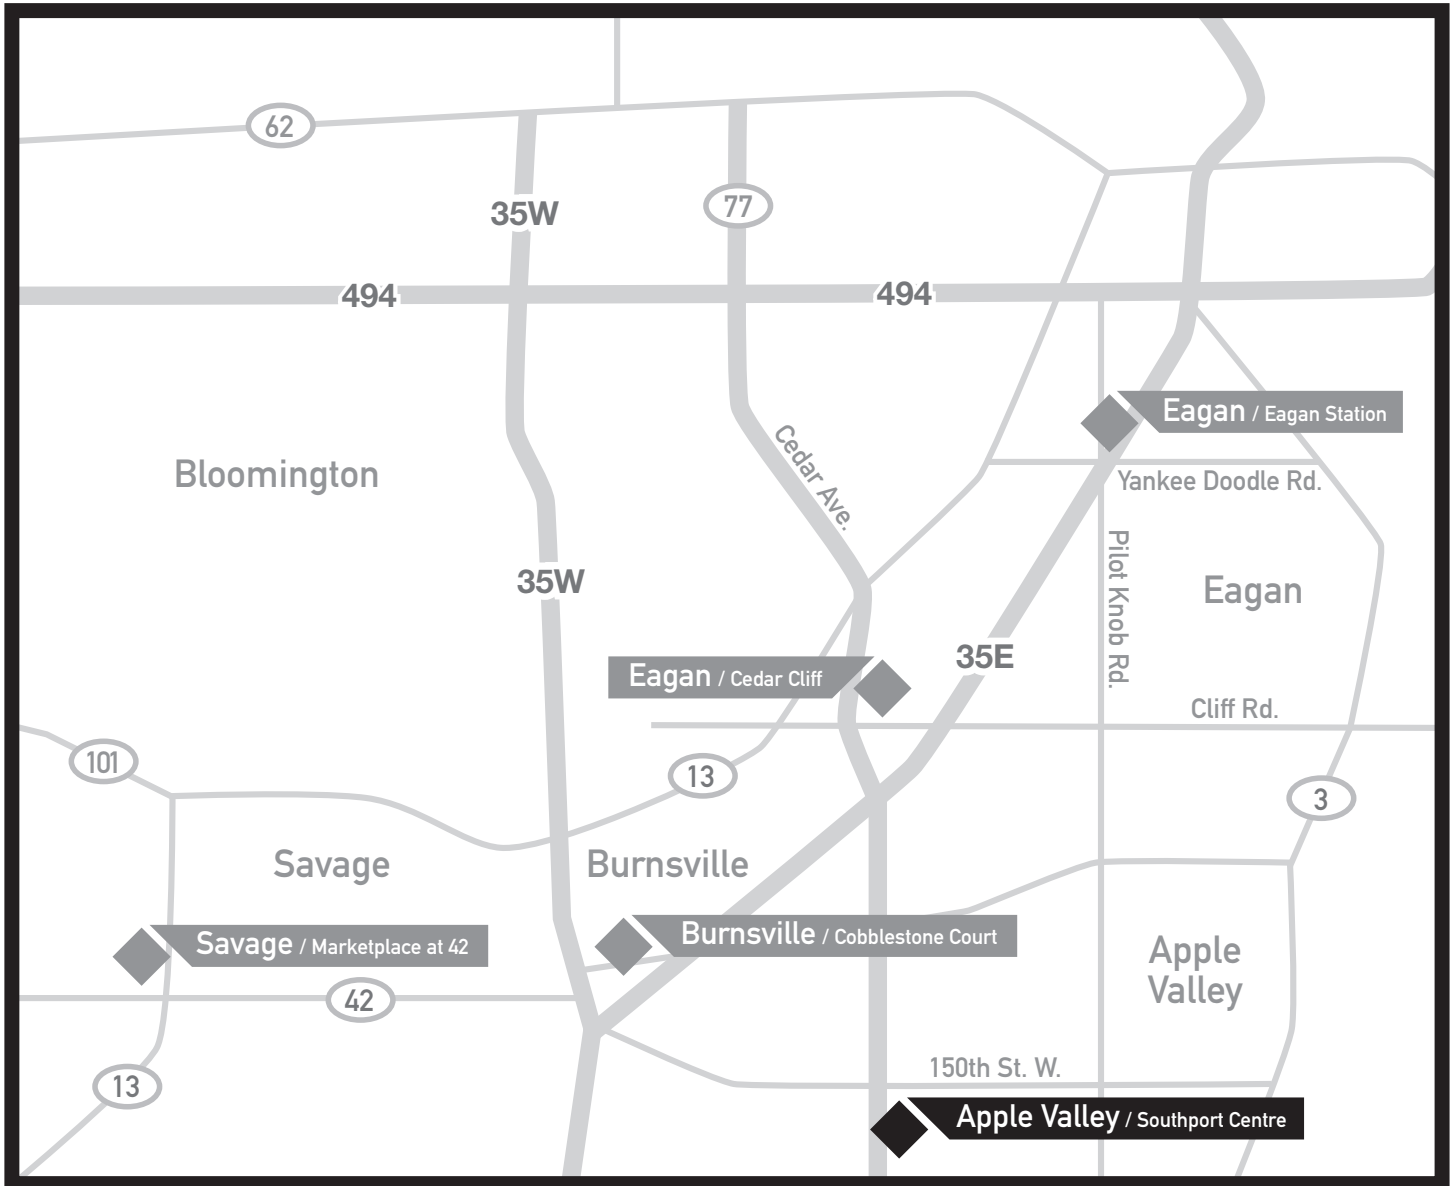 62
35W
77
494
494
Eagan / Eagan Station
Cedar Ave.
Bloomington
Yankee Doodle Rd.
Pilot Knob Rd.
35W
Eagan
35E
Eagan / Cedar Cliff
Cliff Rd.
101
13
3
Savage
Burnsville
Savage / Marketplace at 42
Burnsville / Cobblestone Court
Apple
Valley
42
150th St. W.
13
Apple Valley / Southport Centre